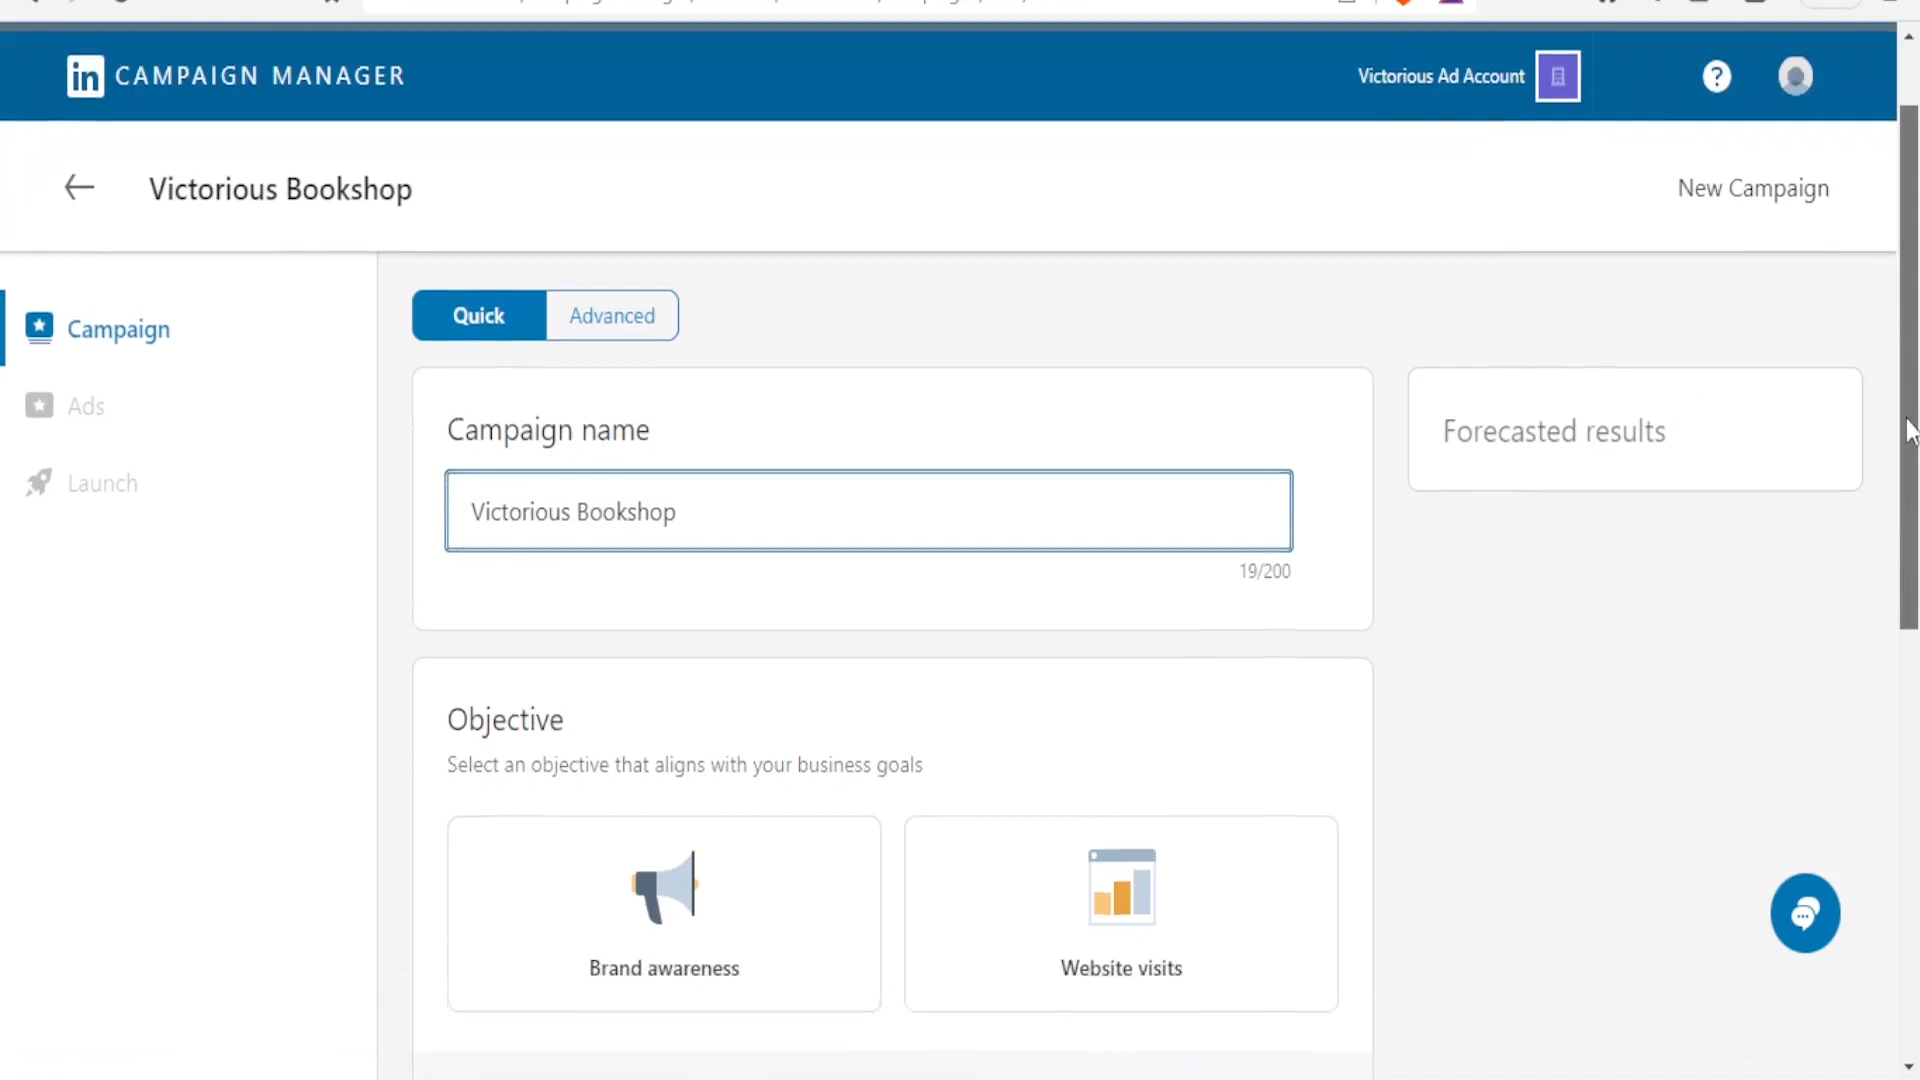 in CAMPAIGN MANAGER
Victorious Ad Account
?
Victorious Bookshop
New Campaign
Campaign
Ads
Launch
Quick
Advanced
Campaign name
Victorious Bookshop
19/200
Forecasted results
Objective
Select an objective that aligns with your business goals
Brand awareness
Website visits